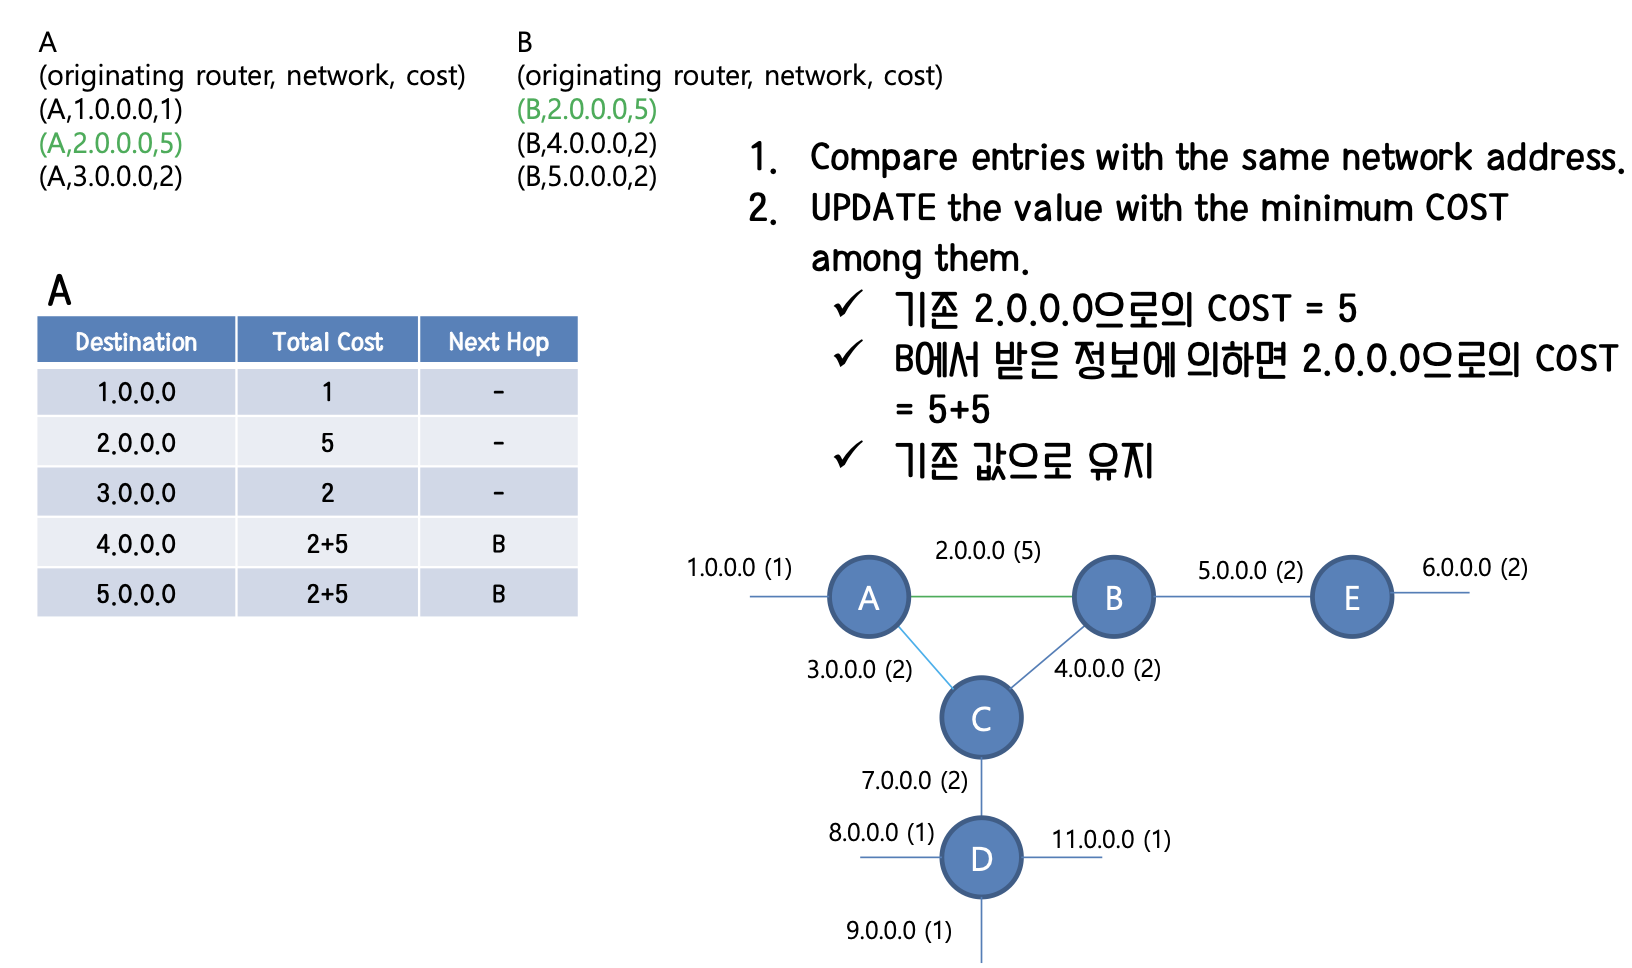 A
(originating router, network, cost)
(A,1.0.0.0,1)
(A,2.0.0.0,5)
(A,3.0.0.0,2)
B
(originating router, network, cost)
(B,2.0.0.0,5)
(B,4.0.0.0,2)
(B,5.0.0.0,2)
1. Compare entries with the same network address.
2. UPDATE the value with the minimum COST
among them.
✓ 기존 2.0.0.0으로의 COST = 5
✓ B에서 받은 정보에 의하면 2.0.0.0으로의 COST
= 5+5
✓ 기존 값으로 유지
A
Destination Total Cost Next Hop
1.0.0.0 1 -
2.0.0.0 5 -
3.0.0.0 2 -
4.0.0.0 2+5 B
5.0.0.0 2+5 B
1.0.0.0 (1)
2.0.0.0 (5)
5.0.0.0 (2)
6.0.0.0 (2)
A
B
E
3.0.0.0 (2)
4.0.0.0 (2)
C
7.0.0.0 (2)
8.0.0.0 (1)
11.0.0.0 (1)
D
9.0.0.0 (1)